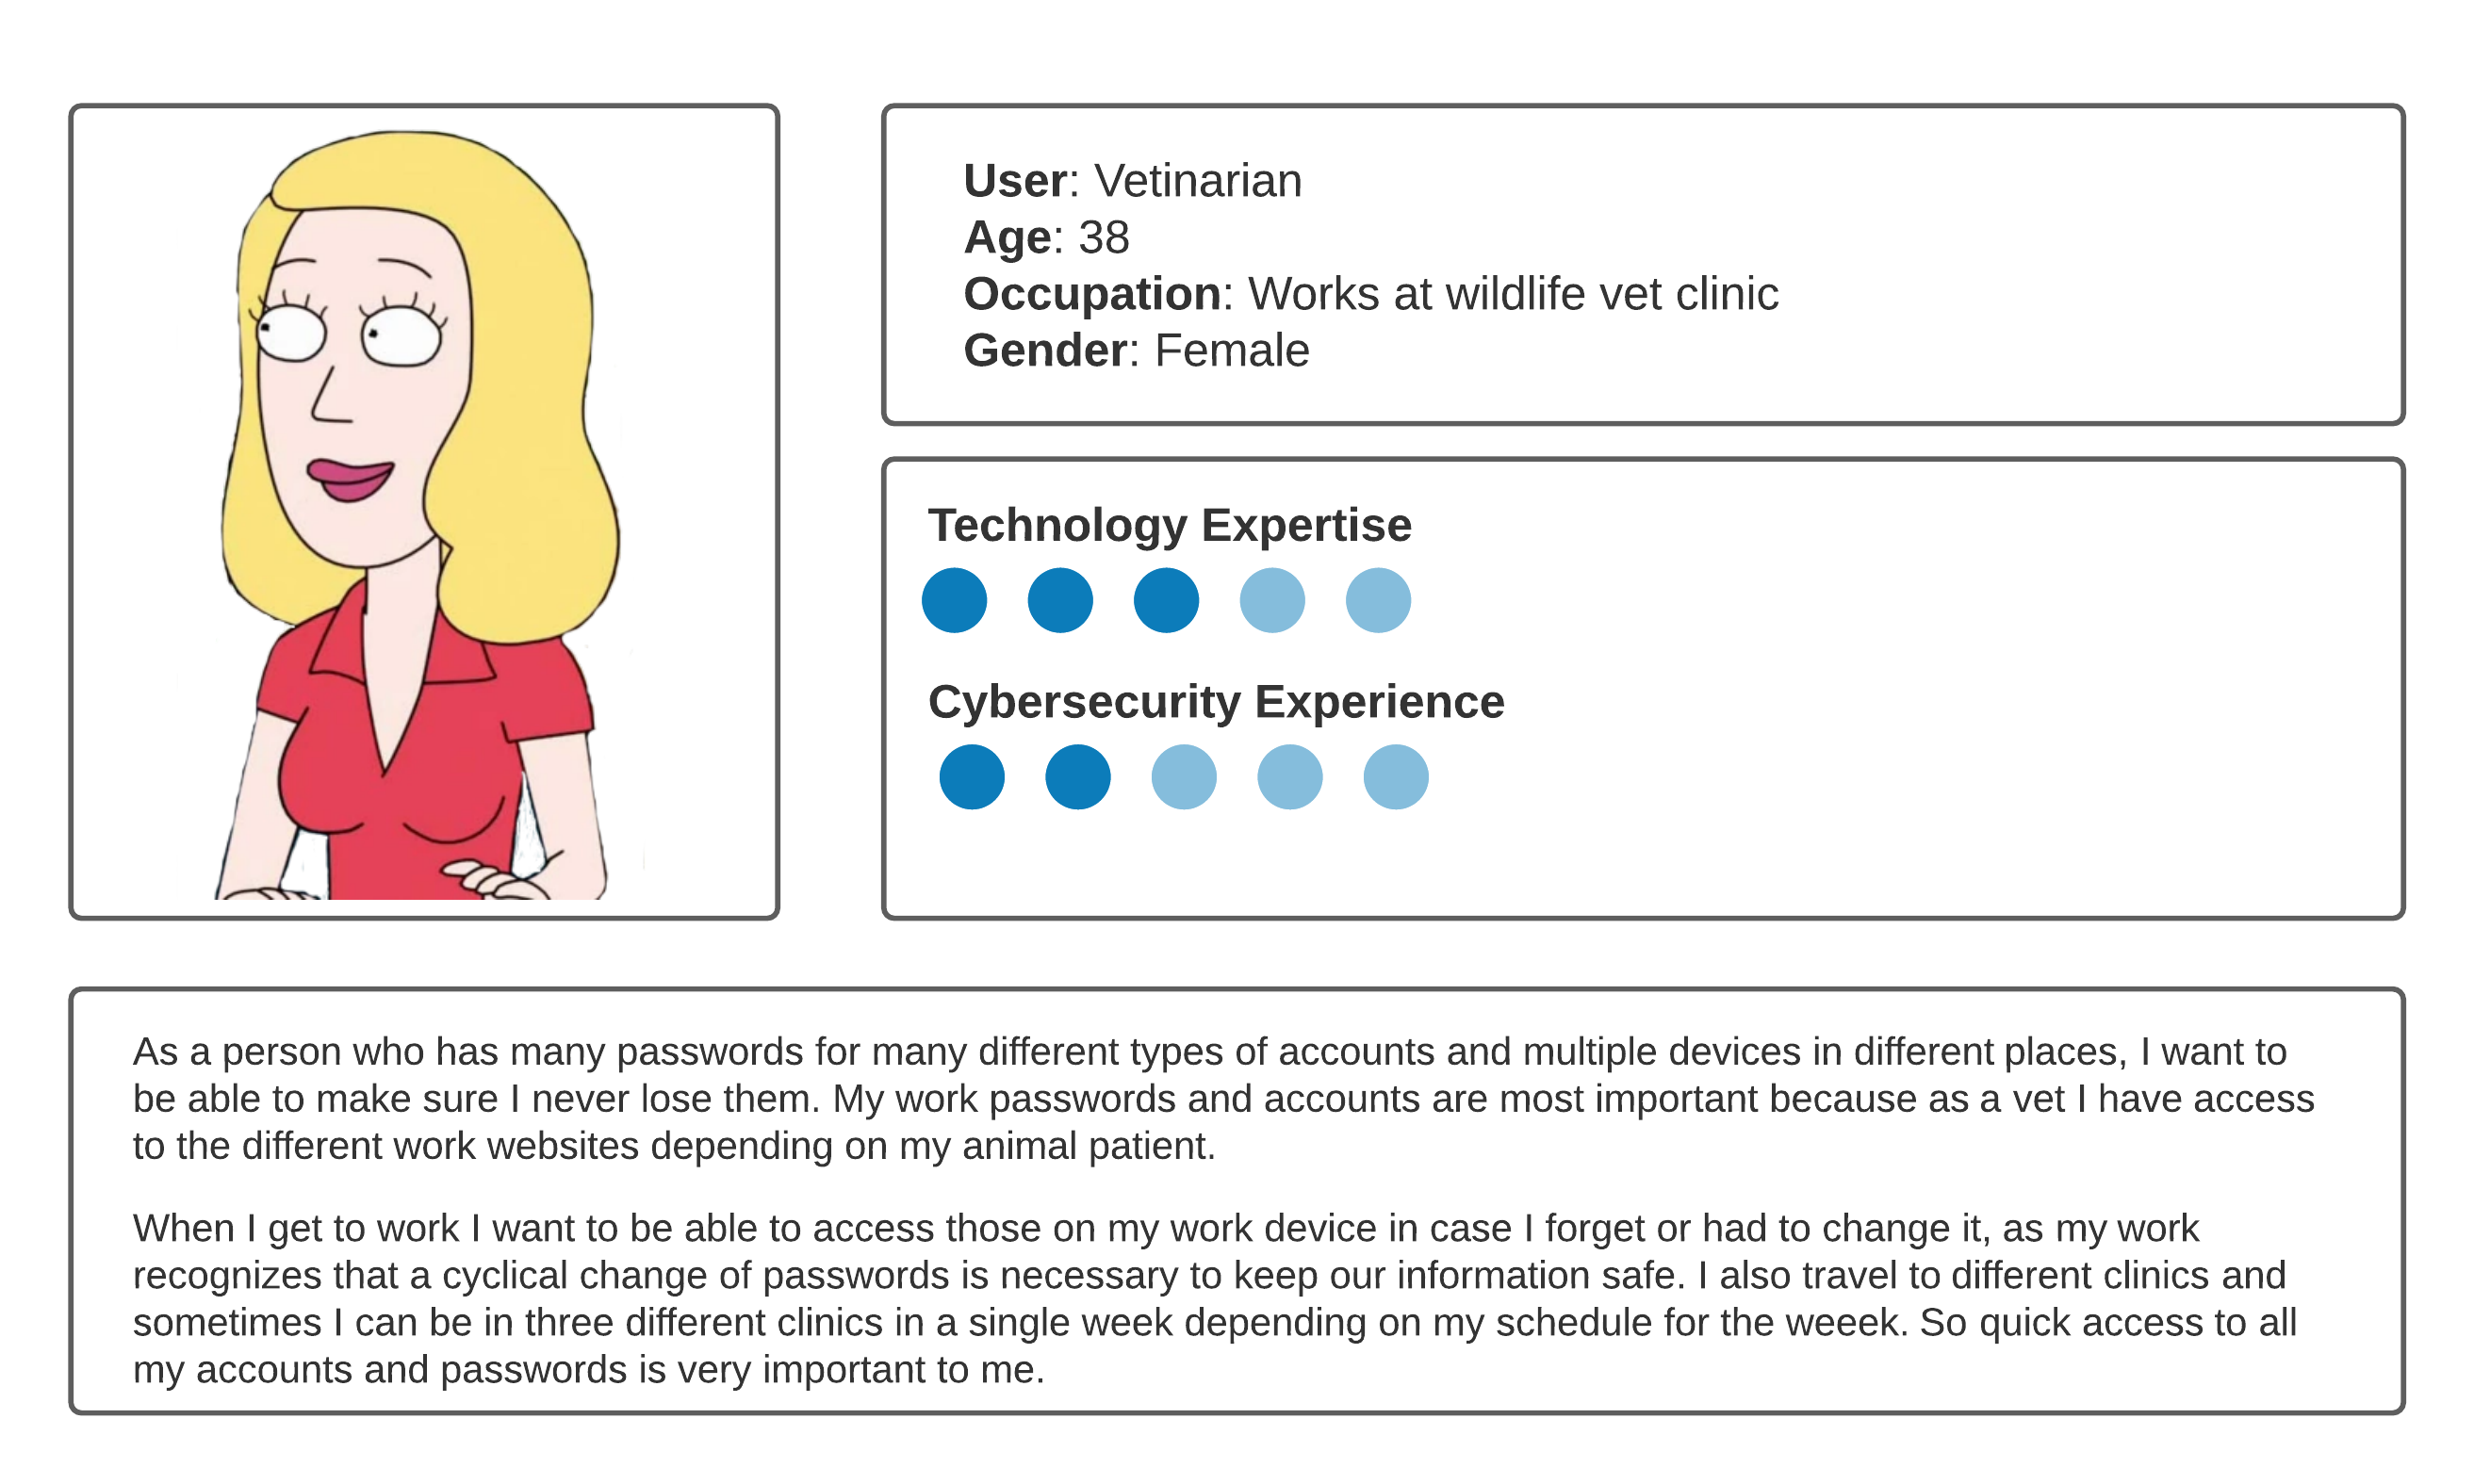 User: Vetinarian
Age: 38
Occupation: Works at wildlife vet clinic
Gender: Female
Technology Expertise
Cybersecurity Experience
As a person who has many passwords for many different types of accounts and multiple devices in different places, I want to
be able to make sure I never lose them. My work passwords and accounts are most important because as a vet I have access
to the different work websites depending on my animal patient.
When I get to work I want to be able to access those on my work device in case I forget or had to change it, as my work
recognizes that a cyclical change of passwords is necessary to keep our information safe. I also travel to different clinics and
sometimes I can be in three different clinics in a single week depending on my schedule for the weeek. So quick access to all
my accounts and passwords is very important to me.